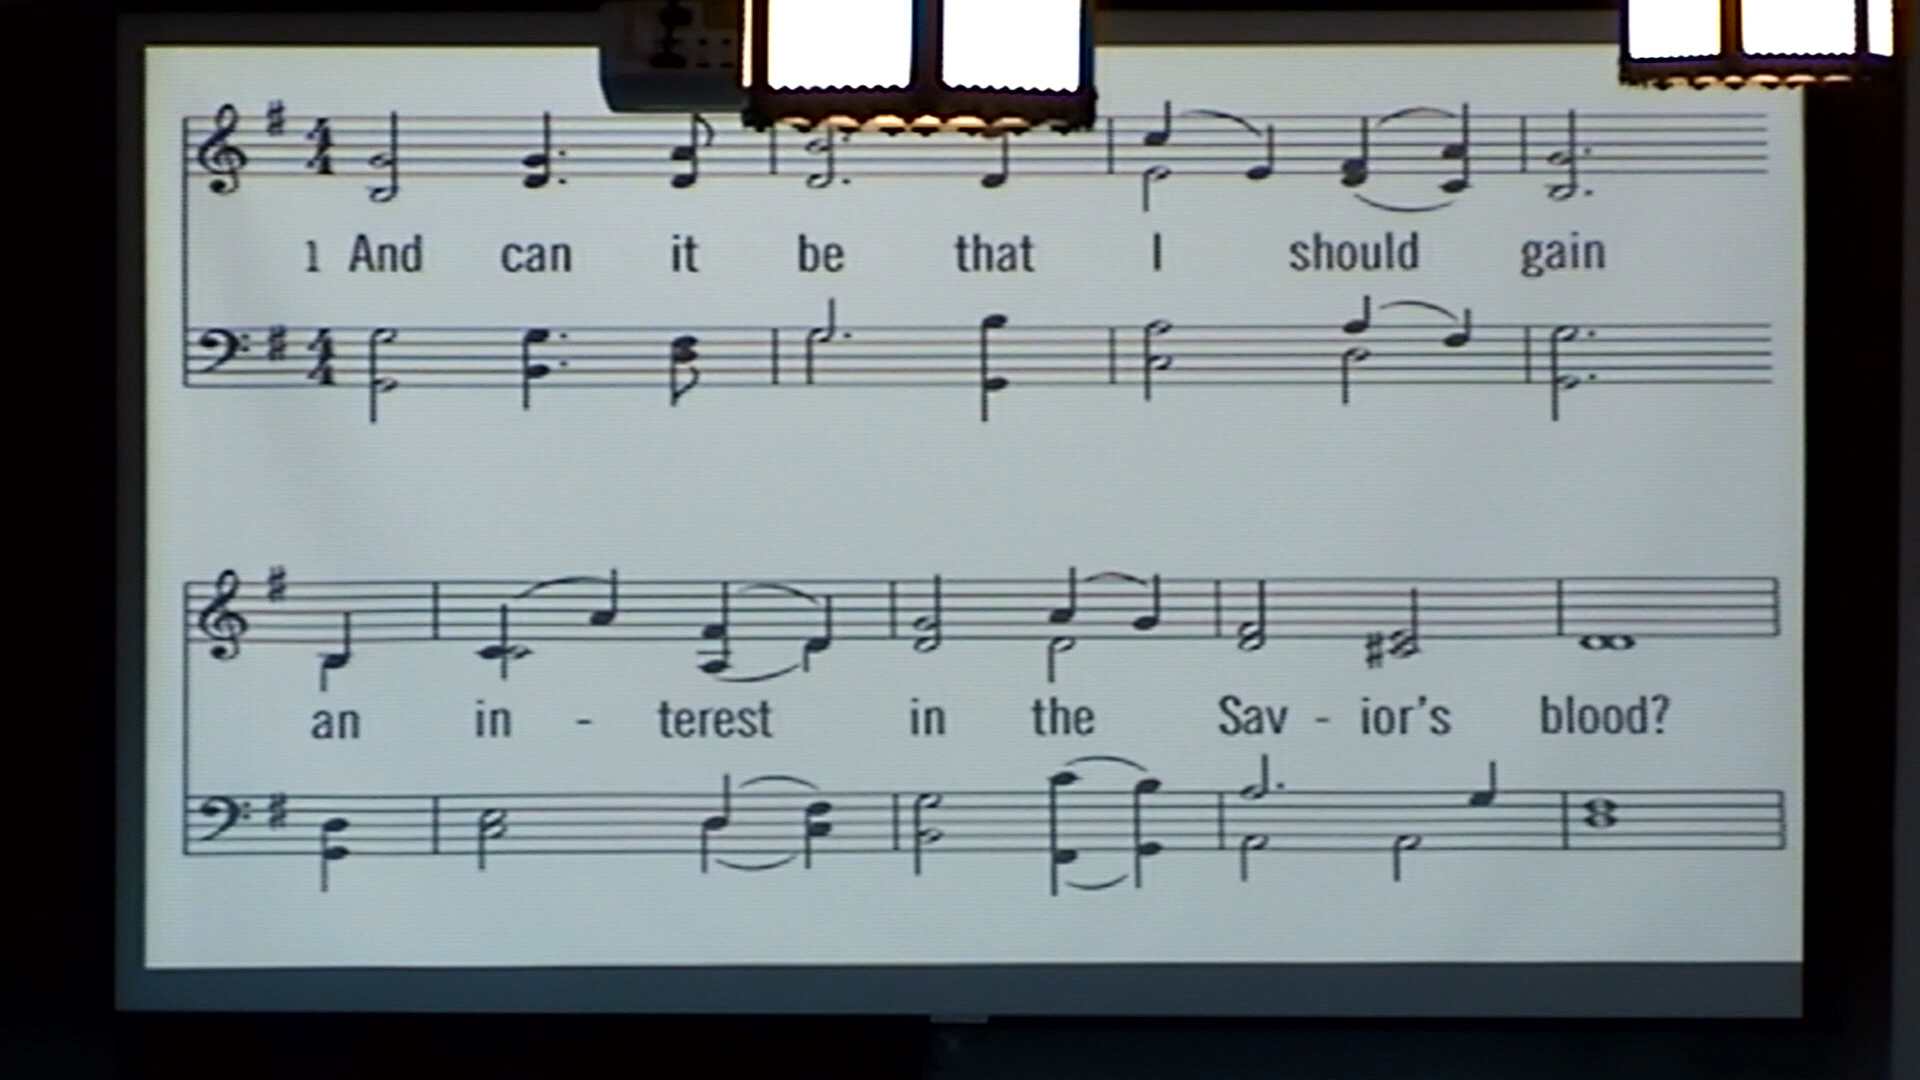 1 And can it be that I should gain
an in - terest in the Sav - ior's blood?